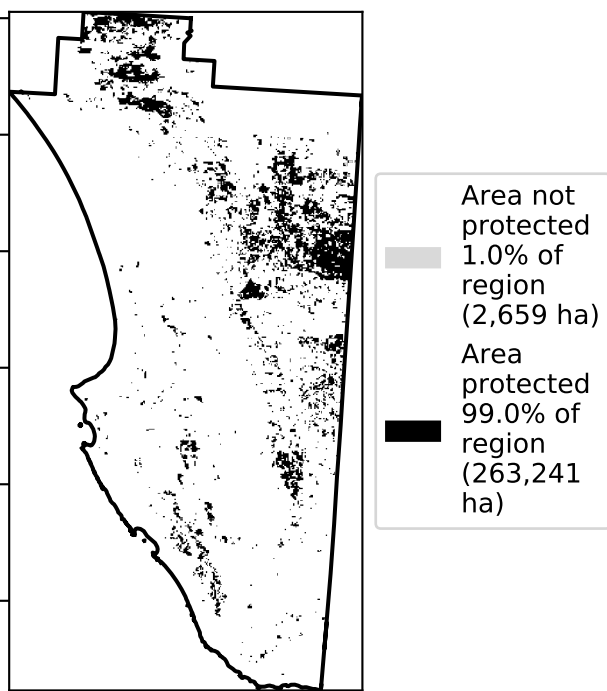 Area not
protected
1.0% of
region
(2,659 ha)
Area
protected
99.0% of
region
(263,241
ha)